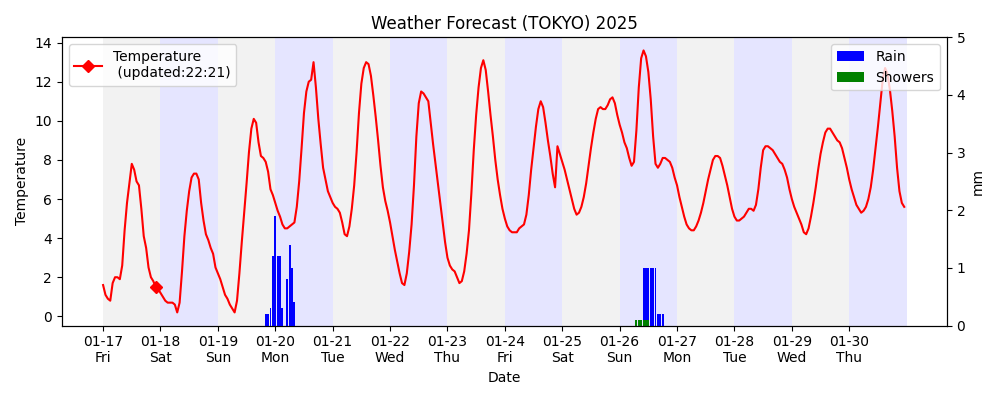 Weather Forecast (TOKYO) 2025
Temperature
(updated:22:21)
Rain
Showers
14
12
10
8
6
4
2
0
Temperature
5
4
3
2
1
0
mm
01-17 01-18 01-19 01-20 01-21 01-22 01-23 01-24 01-25 01-26 01-27 01-28 01-29 01-30
Fri Sat Sun Mon Tue Wed Thu Fri Sat Sun Mon Tue Wed Thu
Date